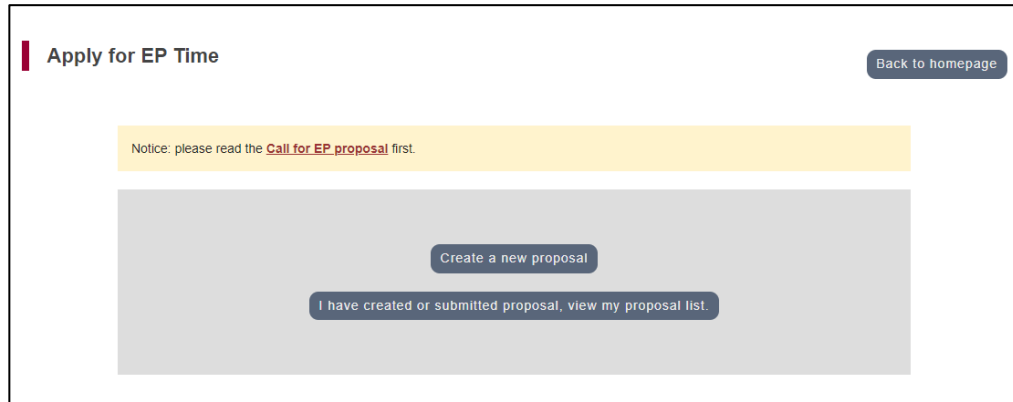 Apply for EP Time
Back to homepage
Notice: please read the Call for EP proposal first.
Create a new proposal
I have created or submitted proposal, view my proposal list.